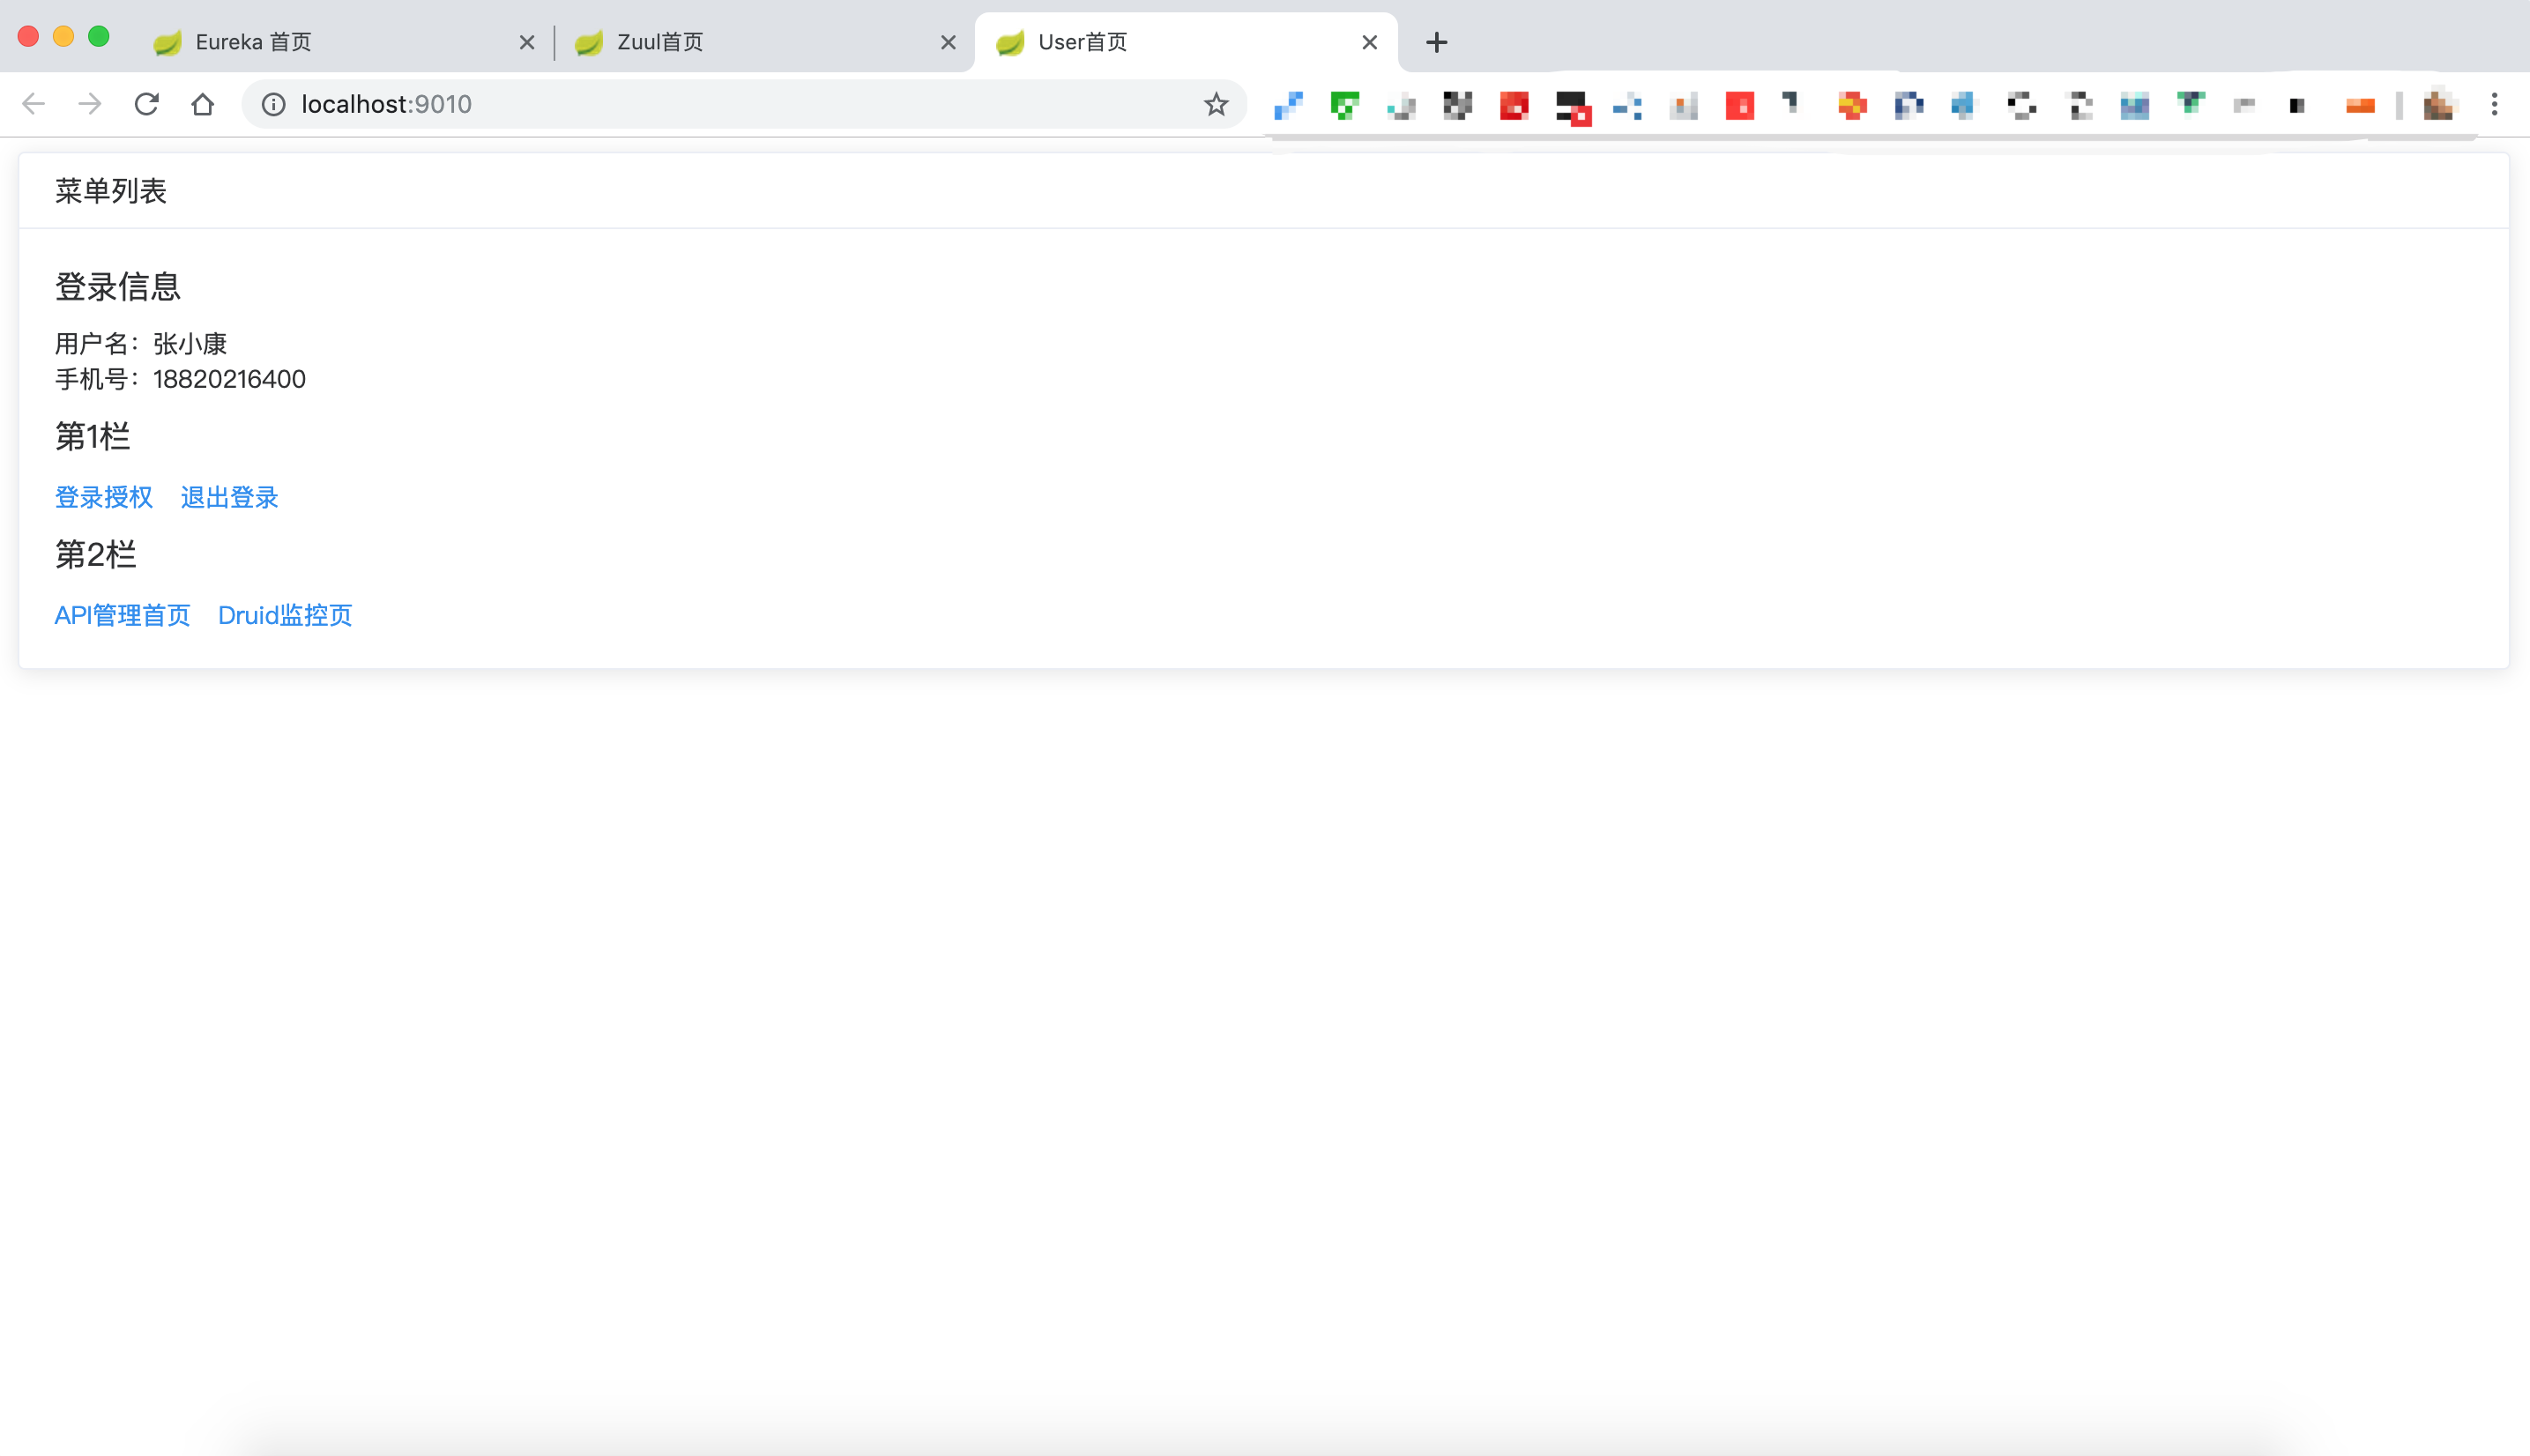 Eureka 首页
Zuul首页
User首页
localhost:9010
菜单列表
登录信息
用户名：张小康
手机号：18820216400
第1栏
登录授权 退出登录
第2栏
API管理首页 Druid监控页